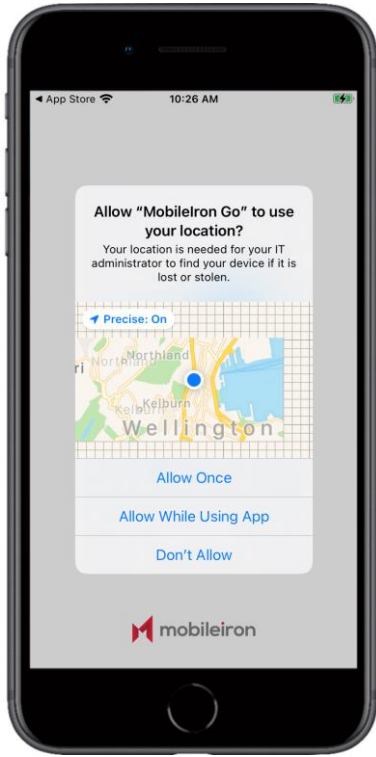 App Store
10:26 AM
Allow “MobileIron Go” to use
your location?
Your location is needed for your IT
administrator to find your device if it is
lost or stolen.
Precise: On
Northland
Northland
Kelburn
Kelburn
Wellington
Allow Once
Allow While Using App
Don’t Allow
mobileiron